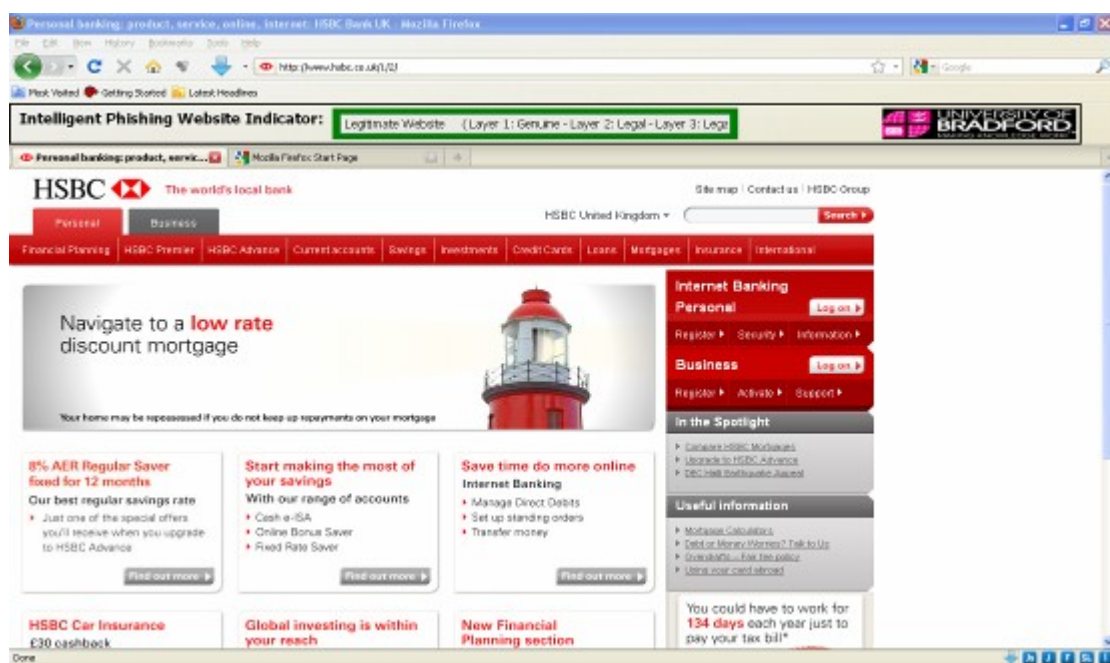 Personal banking: product, service, online, internet: HSBC Bank UK - Mozilla Firefox
File Edit View History Bookmarks Tools Help
http://www.hsbc.co.uk/1/2/
Google
Most Visited Getting Started Latest Headlines
Intelligent Phishing Website Indicator: Legitimate Website (Layer 1: Genuine - Layer 2: Legal - Layer 3: Lega
UNIVERSITY OF
BRADFORD
Personal banking: product, servic... Mozilla Firefox Start Page
HSBC The world's local bank
Site map Contact us HSBC Group
Personal Business
HSBC United Kingdom
Search
Financial Planning HSBC Premier HSBC Advance Current accounts Savings Investments Credit Cards Loans Mortgages Insurance International
Navigate to a low rate
discount mortgage
Your home may be repossessed if you do not keep up repayments on your mortgage
Internet Banking
Personal Log on
Register Security Information
Business Log on
Register Activate Support
In the Spotlight
Compare HSBC Mortgages
Upgrade to HSBC Advance
DEC Haiti Earthquake Appeal
Useful information
Mortgage Calculators
Debt or Money Worries? Talk to Us
Overdrafts – Fair fee policy
Using your card abroad
You could have to work for
134 days each year just to
pay your tax bill*
8% AER Regular Saver
fixed for 12 months
Our best regular savings rate
Just one of the special offers
you'll receive when you upgrade
to HSBC Advance
Find out more
Start making the most of
your savings
With our range of accounts
Cash e-ISA
Online Bonus Saver
Fixed Rate Saver
Find out more
Save time do more online
Internet Banking
Manage Direct Debits
Set up standing orders
Transfer money
Find out more
HSBC Car Insurance
£30 cashback
Global investing is within
your reach
New Financial
Planning section
Done